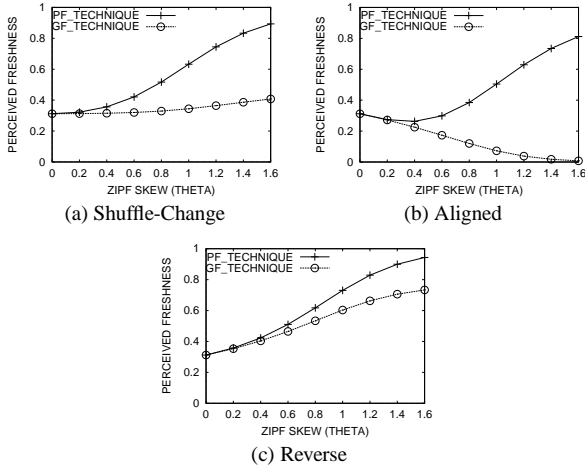 PF_TECHNIQUE
GF_TECHNIQUE
PERCEIVED FRESHNESS
1
0.8
0.6
0.4
0.2
0
0 0.2 0.4 0.6 0.8 1 1.2 1.4 1.6
ZIPF SKEW (THETA)
(a) Shuffle-Change
PF_TECHNIQUE
GF_TECHNIQUE
PERCEIVED FRESHNESS
1
0.8
0.6
0.4
0.2
0
0 0.2 0.4 0.6 0.8 1 1.2 1.4 1.6
ZIPF SKEW (THETA)
(b) Aligned
PF_TECHNIQUE
GF_TECHNIQUE
PERCEIVED FRESHNESS
1
0.8
0.6
0.4
0.2
0
0 0.2 0.4 0.6 0.8 1 1.2 1.4 1.6
ZIPF SKEW (THETA)
(c) Reverse